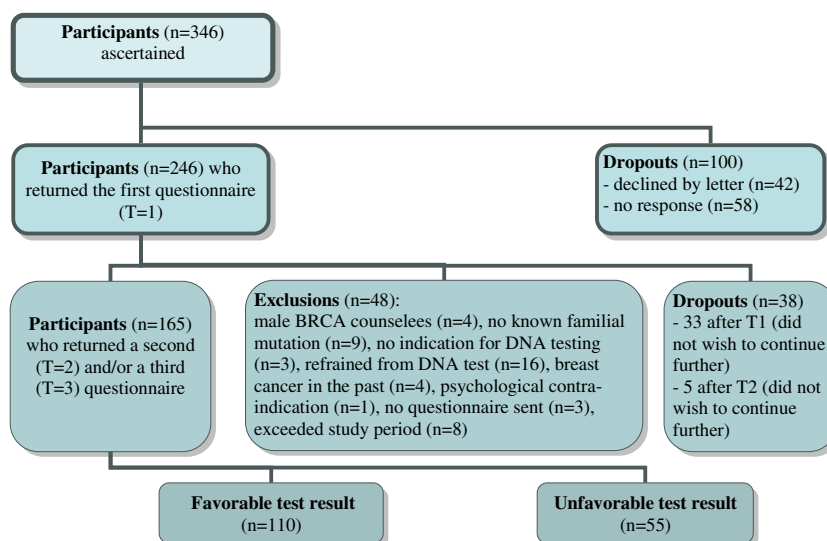 Participants (n=346)
ascertained
Participants (n=246) who
returned the first questionnaire
(T=1)
Dropouts (n=100)
- declined by letter (n=42)
- no response (n=58)
Participants (n=165)
who returned a second
(T=2) and/or a third
(T=3) questionnaire
Exclusions (n=48):
male BRCA counselees (n=4), no known familial
mutation (n=9), no indication for DNA testing
(n=3), refrained from DNA test (n=16), breast
cancer in the past (n=4), psychological contra-
indication (n=1), no questionnaire sent (n=3),
exceeded study period (n=8)
Dropouts (n=38)
- 33 after T1 (did
not wish to continue
further)
- 5 after T2 (did not
wish to continue
further)
Favorable test result
(n=110)
Unfavorable test result
(n=55)